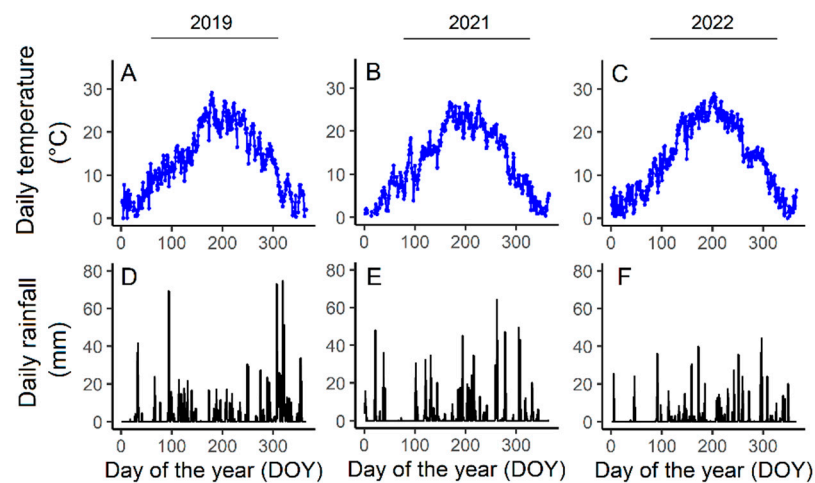 2019 2021 2022
A B C
Daily temperature
(°C)
30 30 30
20 20 20
10 10 10
0 0 0
0 100 200 300 0 100 200 300 0 100 200 300
D E F
Daily rainfall
(mm)
80 80 80
60 60 60
40 40 40
20 20 20
0 0 0
0 100 200 300 0 100 200 300 0 100 200 300
Day of the year (DOY) Day of the year (DOY) Day of the year (DOY)